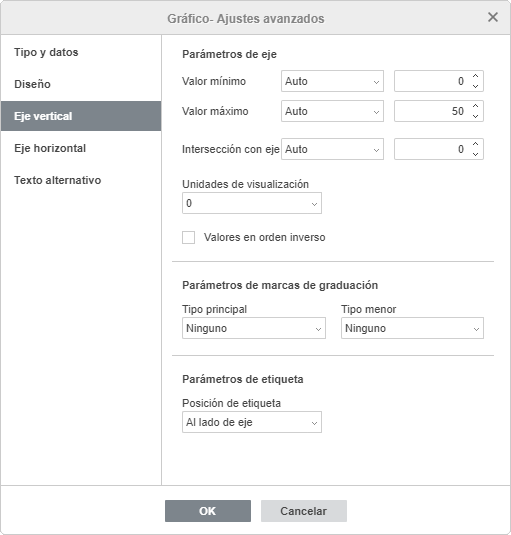 Gráfico- Ajustes avanzados
Tipo y datos
Diseño
Eje vertical
Eje horizontal
Texto alternativo
Parámetros de eje
Valor mínimo Auto 0
Valor máximo Auto 50
Intersección con eje Auto 0
Unidades de visualización
0
Valores en orden inverso
Parámetros de marcas de graduación
Tipo principal Tipo menor
Ninguno Ninguno
Parámetros de etiqueta
Posición de etiqueta
Al lado de eje
OK Cancelar